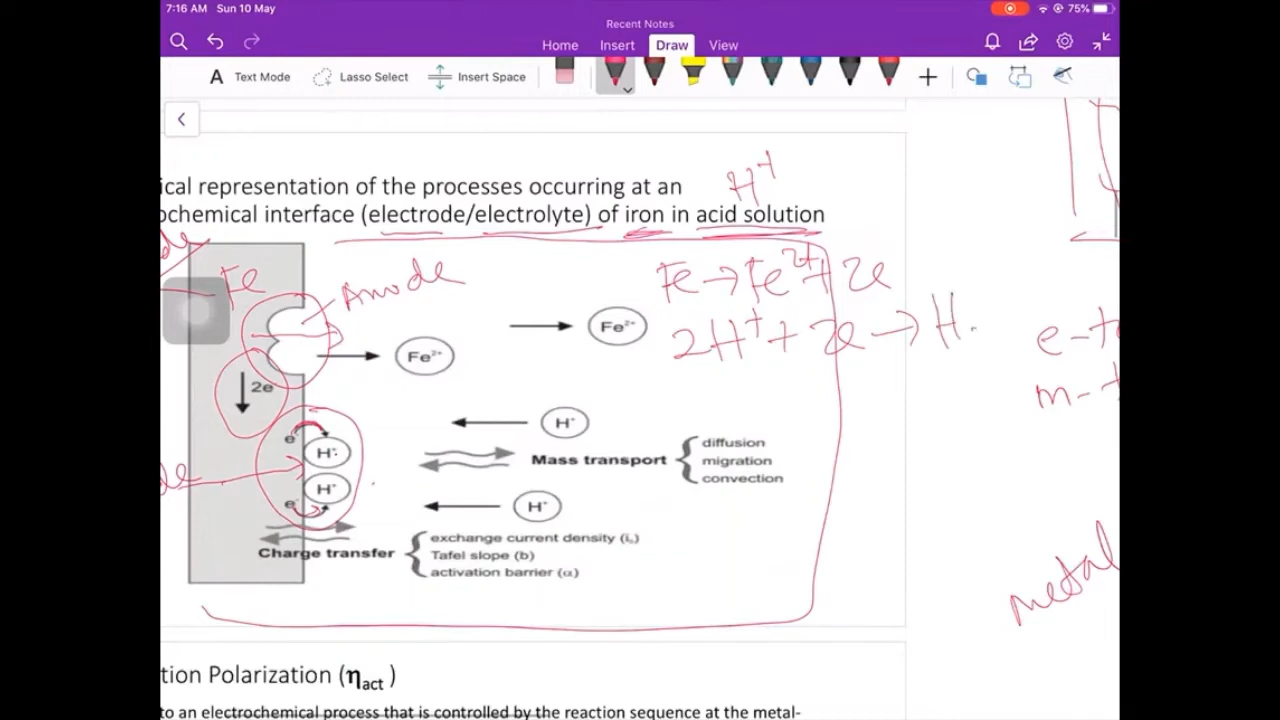 7:16 AM Sun 10 May
75%
Recent Notes
Home Insert Draw View
A Text Mode Lasso Select Insert Space
H+
ical representation of the processes occurring at an
ochemical interface (electrode/electrolyte) of iron in acid solution
Fe Anode
Fe → Fe2+ + 2e
2H+ + 2e → H
Fe2+
Fe2+
2e
H+
e-
H+
diffusion
Mass transport
migration
convection
H+
e-
H+
exchange current density (i₀)
Charge transfer
Tafel slope (b)
activation barrier (α)
metal
tion Polarization (ηact )
to an electrochemical process that is controlled by the reaction sequence at the metal-